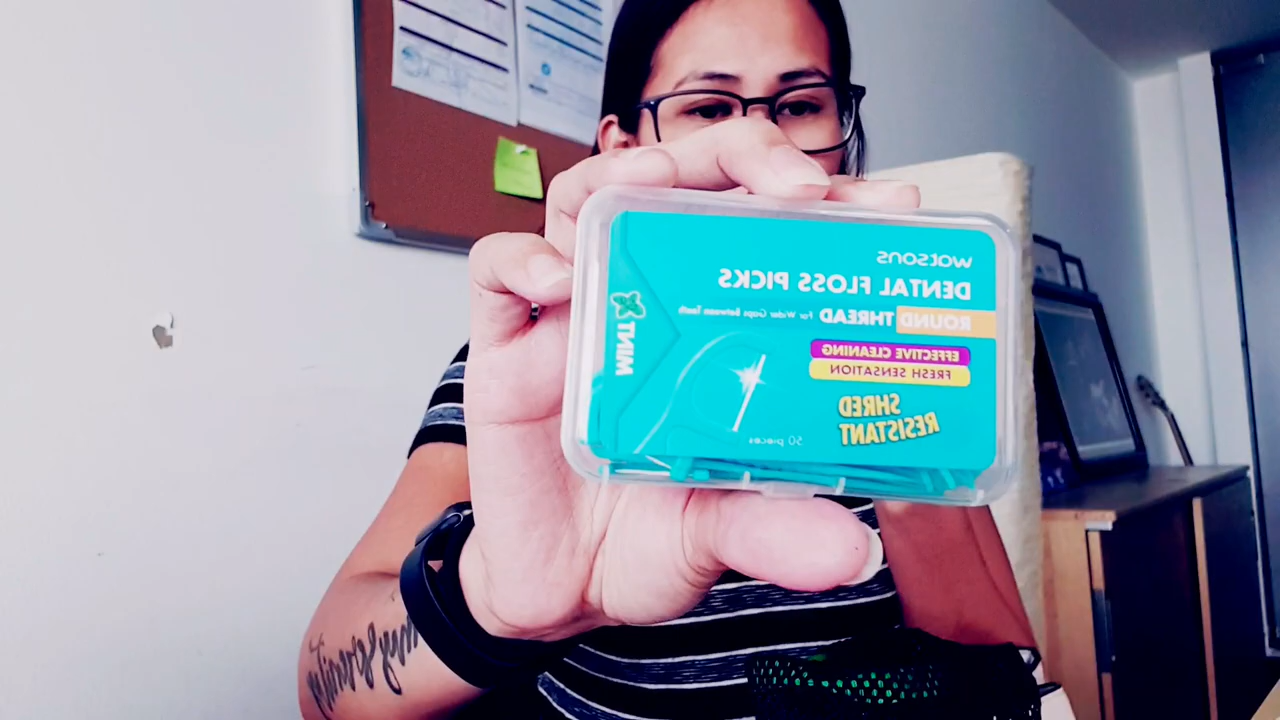 watsons
DENTAL FLOSS PICKS
ROUND THREAD For Wider Gaps Between Teeth
EFFECTIVE CLEANING
FRESH SENSATION
SHRED
RESISTANT
50 pieces
MINT